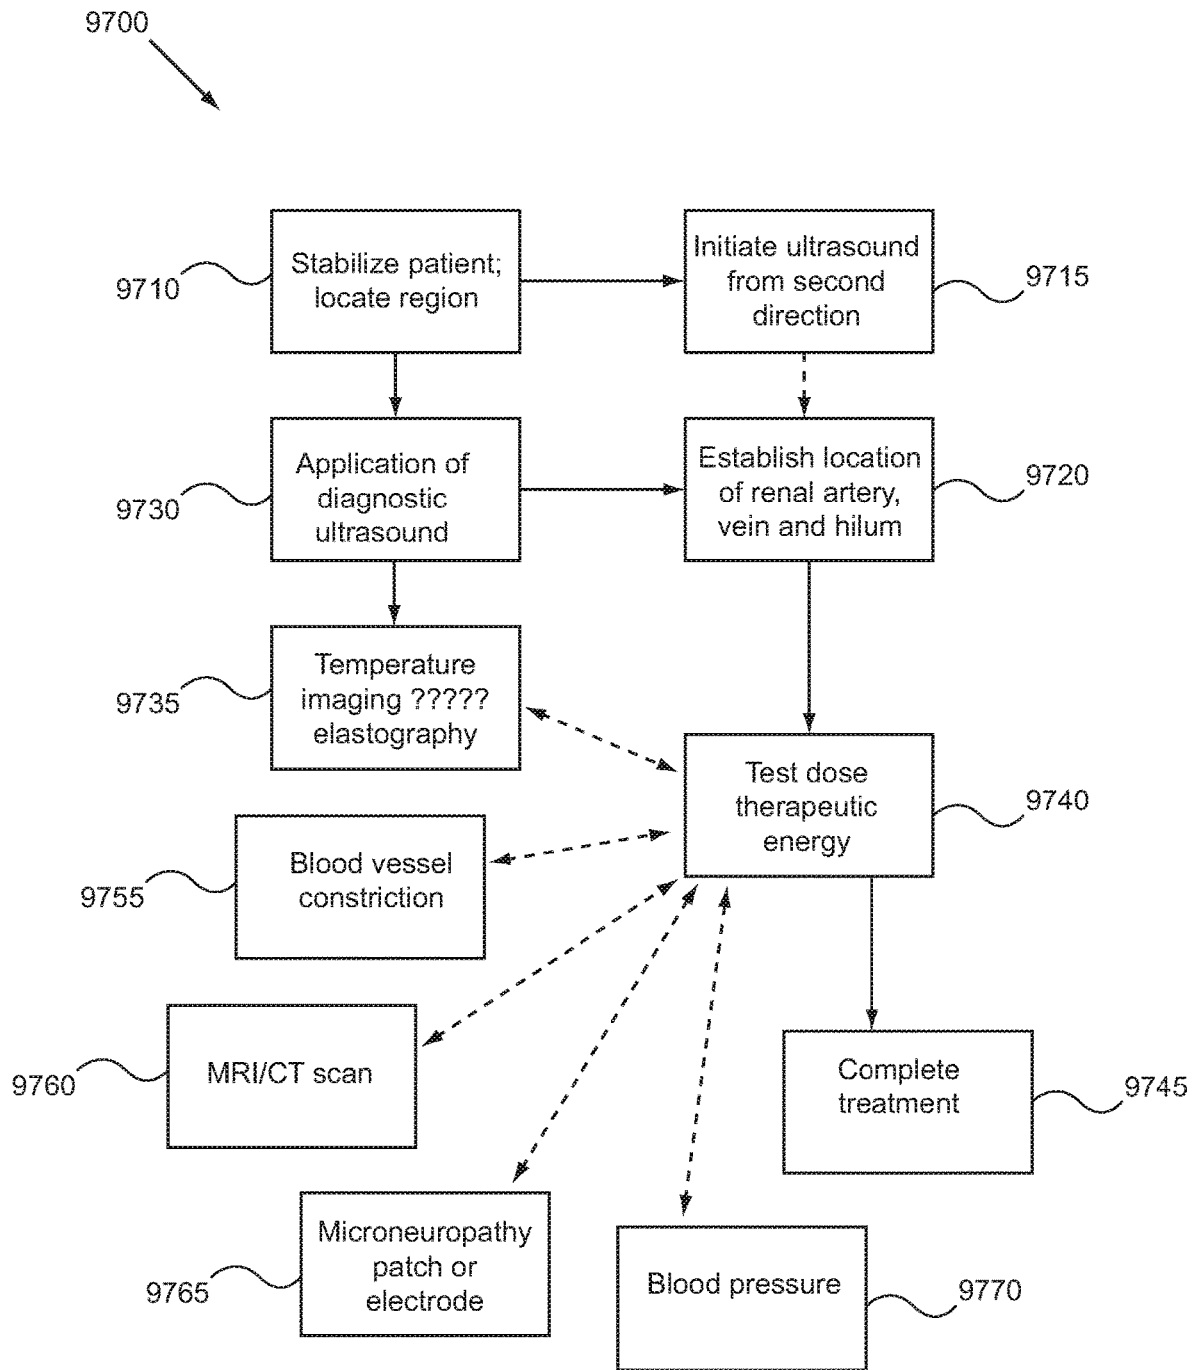 9700
9710
Stabilize patient;
locate region
Initiate ultrasound
from second
direction
9715
9730
Application of
diagnostic
ultrasound
Establish location
of renal artery,
vein and hilum
9720
9735
Temperature
imaging ?????
elastography
Test dose
therapeutic
energy
9740
9755
Blood vessel
constriction
9760
MRI/CT scan
Complete
treatment
9745
9765
Microneuropathy
patch or
electrode
Blood pressure
9770